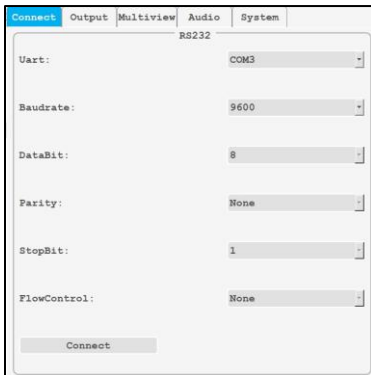 Connect Output Multiview Audio System
RS232
Uart: COM3
Baudrate: 9600
DataBit: 8
Parity: None
StopBit: 1
FlowControl: None
Connect